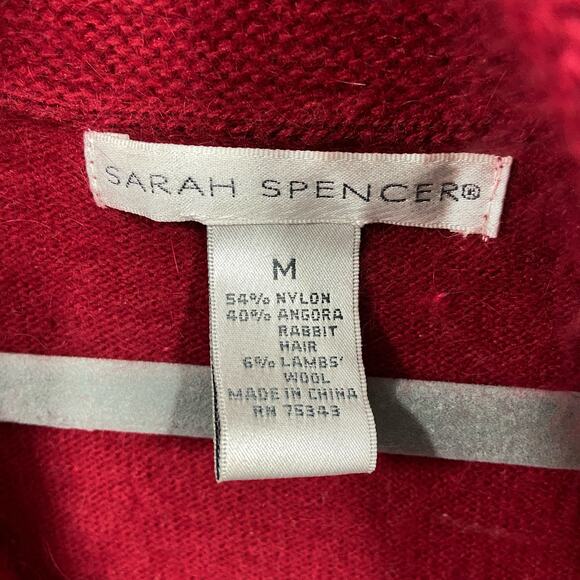 SARAH SPENCER®
M
54% NYLON
40% ANGORA
RABBIT
HAIR
6% LAMBS'
WOOL
MADE IN CHINA
RN 75343